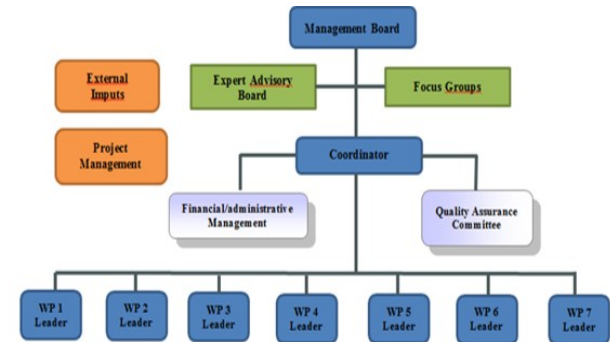 Management Board
External
Imputs
Expert Advisory
Board
Focus Groups
Project
Management
Coordinator
Financial/administrative
Management
Quality Assurance
Committee
WP 1
Leader
WP 2
Leader
WP 3
Leader
WP 4
Leader
WP 5
Leader
WP 6
Leader
WP 7
Leader